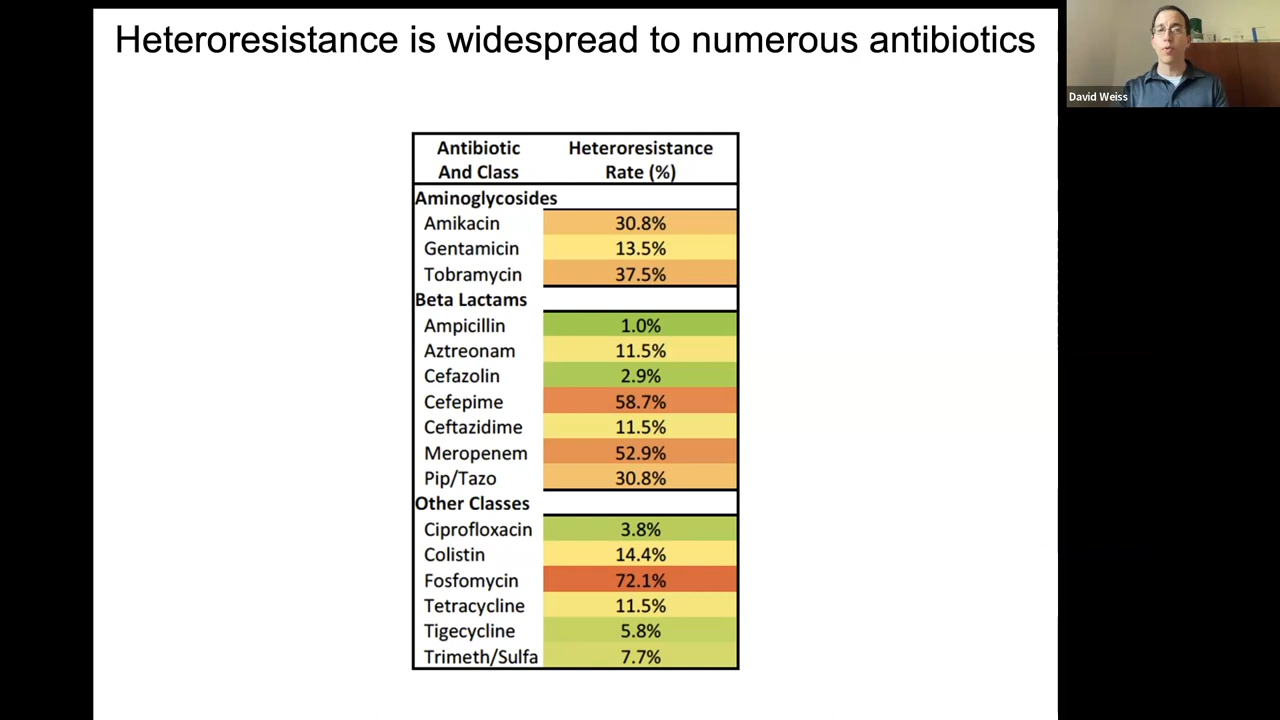 Heteroresistance is widespread to numerous antibiotics
David Weiss
Antibiotic And Class Heteroresistance Rate (%)
Aminoglycosides
Amikacin 30.8%
Gentamicin 13.5%
Tobramycin 37.5%
Beta Lactams
Ampicillin 1.0%
Aztreonam 11.5%
Cefazolin 2.9%
Cefepime 58.7%
Ceftazidime 11.5%
Meropenem 52.9%
Pip/Tazo 30.8%
Other Classes
Ciprofloxacin 3.8%
Colistin 14.4%
Fosfomycin 72.1%
Tetracycline 11.5%
Tigecycline 5.8%
Trimeth/Sulfa 7.7%